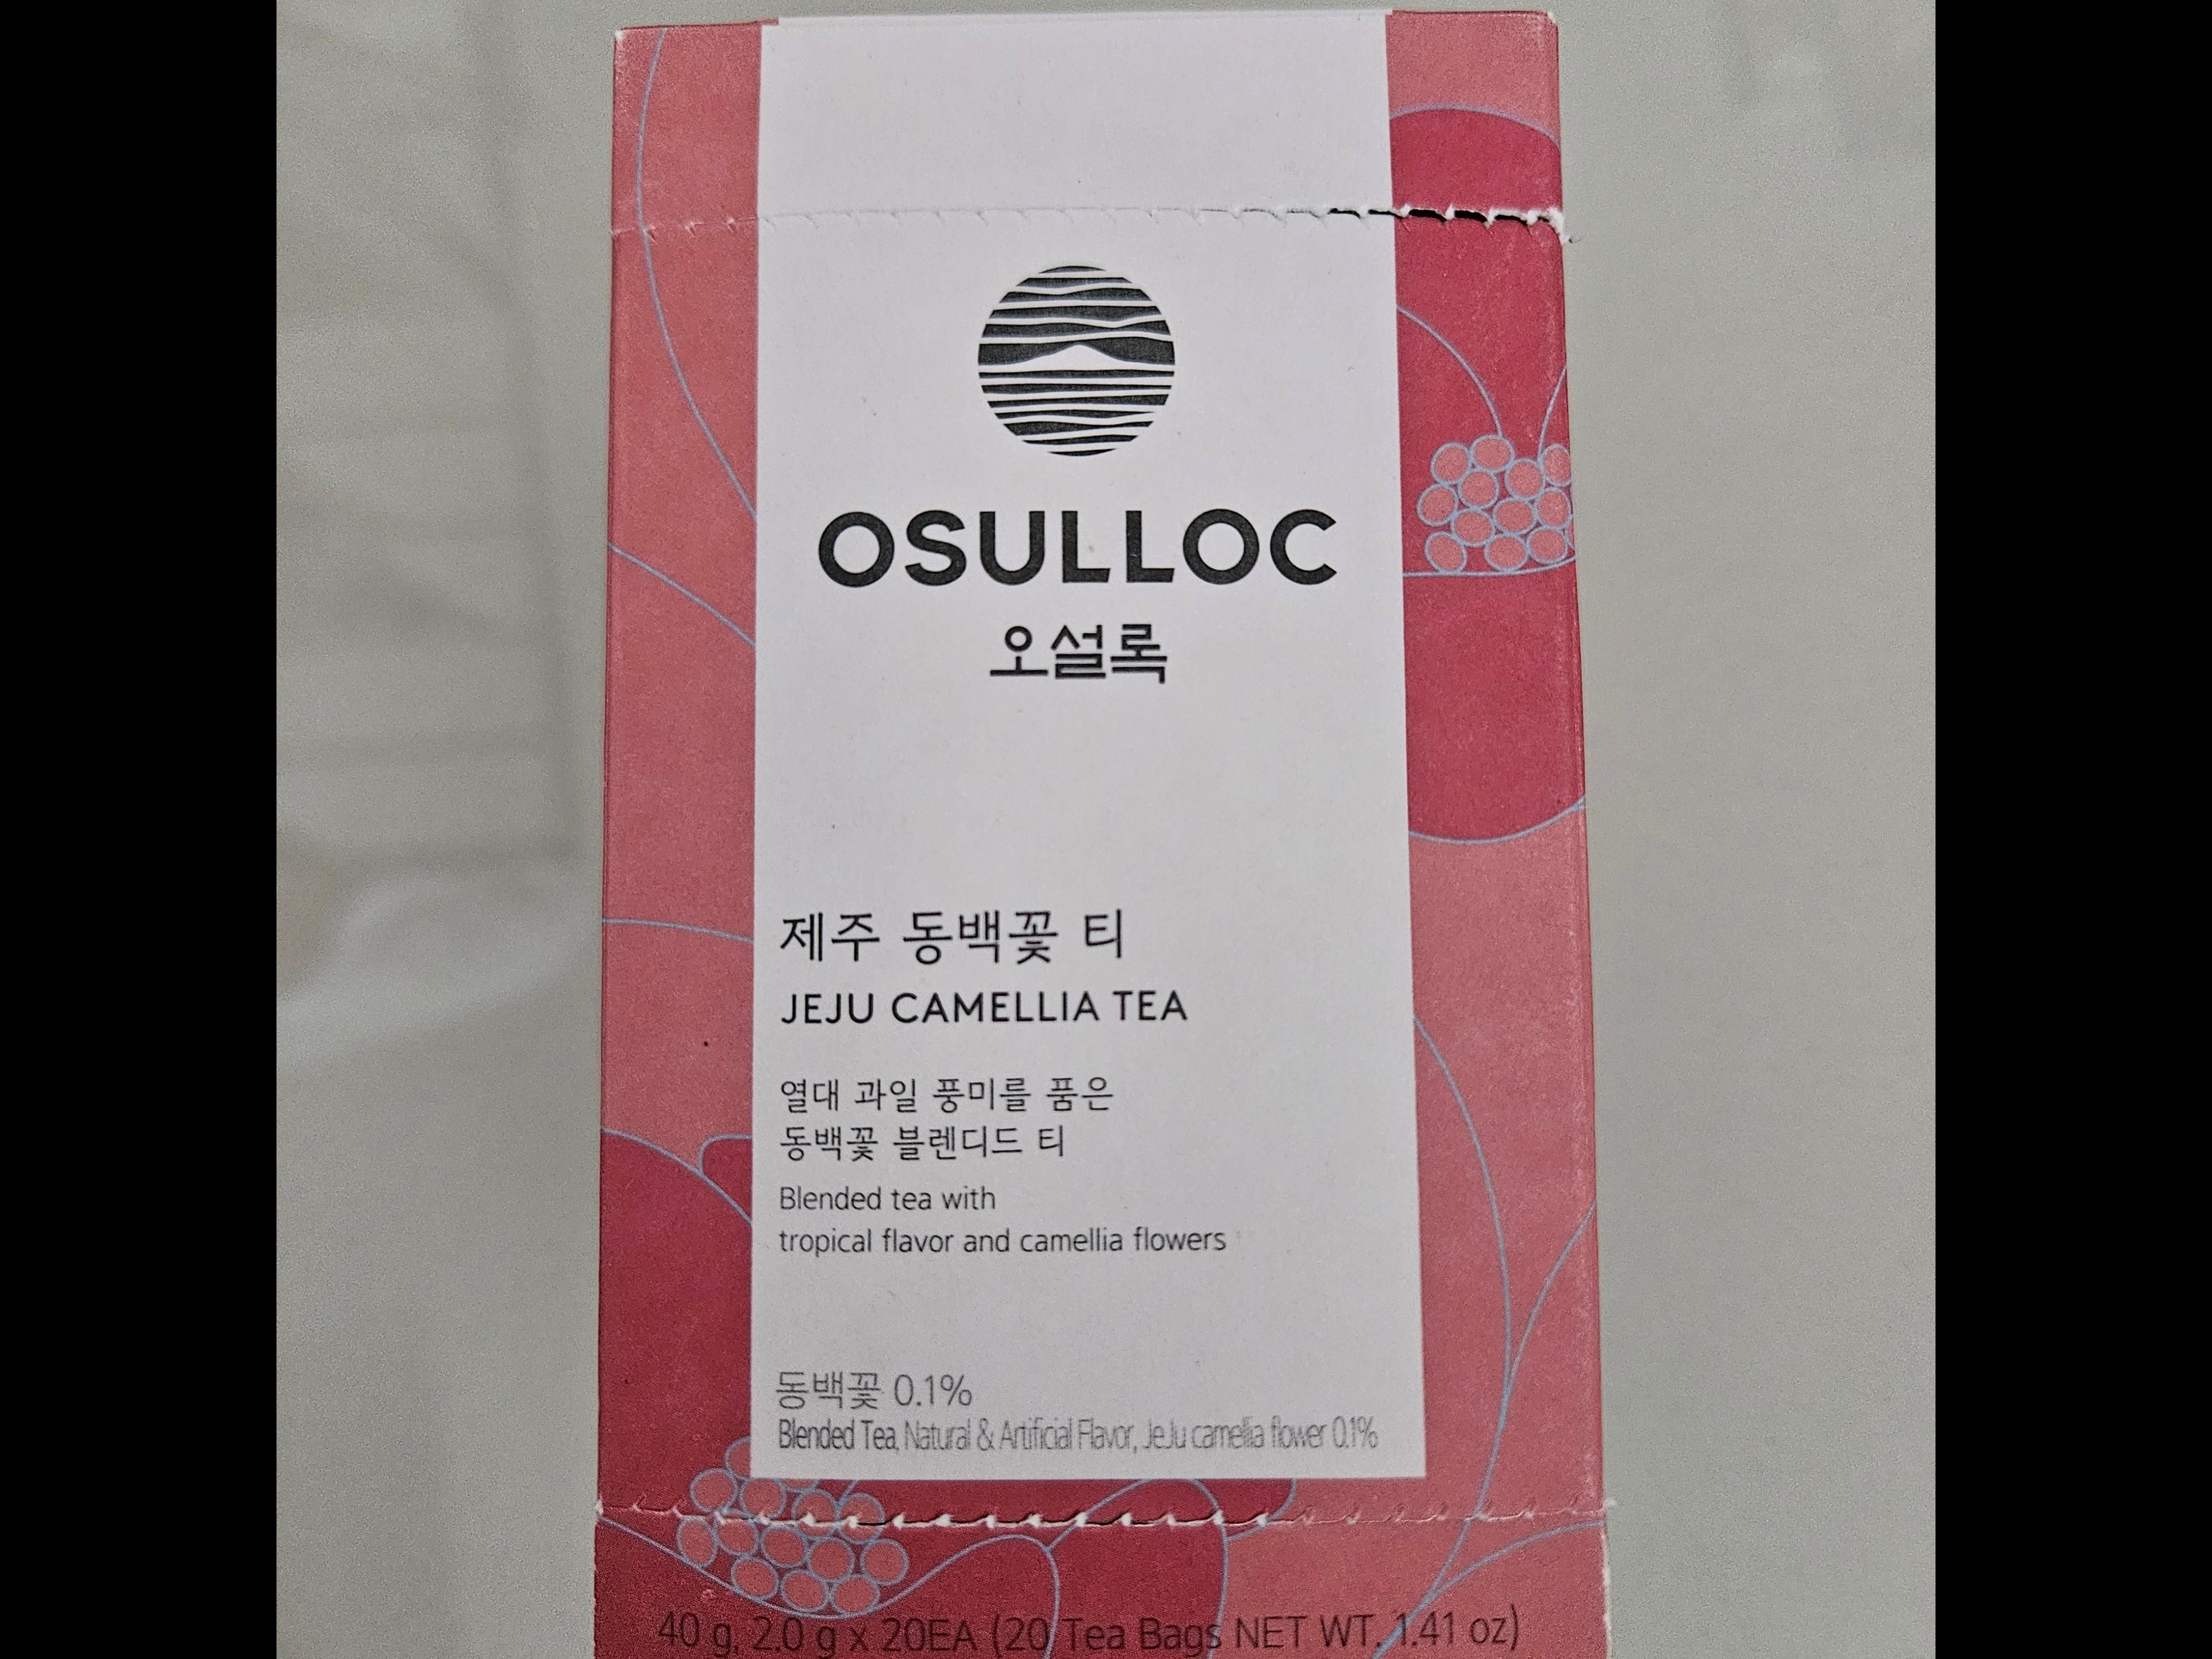 OSULLOC
오설록
제주 동백꽃 티
JEJU CAMELLIA TEA
열대 과일 풍미를 품은
동백꽃 블렌디드 티
Blended tea with
tropical flavor and camellia flowers
동백꽃 0.1%
Blended Tea, Natural & Artificial Flavor, JeJu camellia flower 0.1%
40 g, 2.0 g x 20EA (20 Tea Bags NET WT. 1.41 oz)